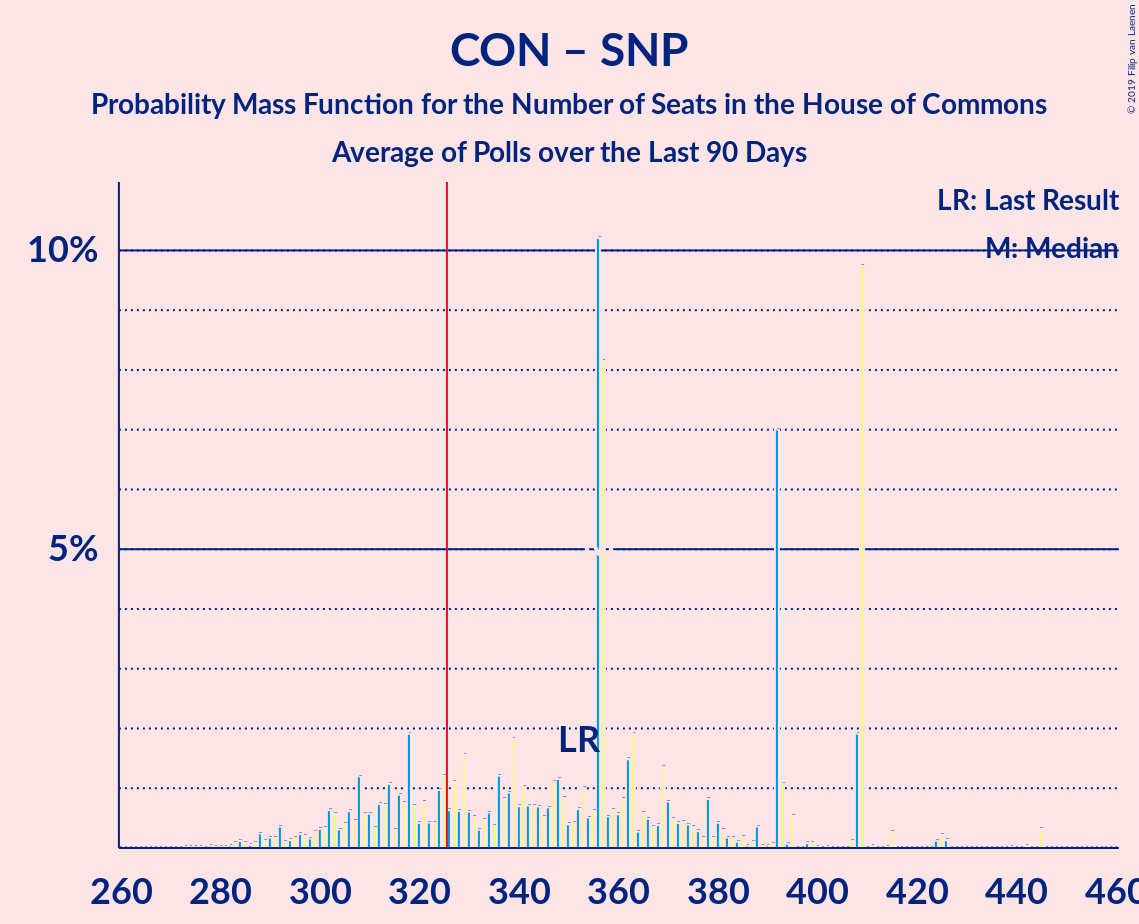 © 2019 Filip van Laenen
CON – SNP
Probability Mass Function for the Number of Seats in the House of Commons
Average of Polls over the Last 90 Days
LR: Last Result
M: Median
10%
5%
LR
260 280 300 320 340 360 380 400 420 440 460